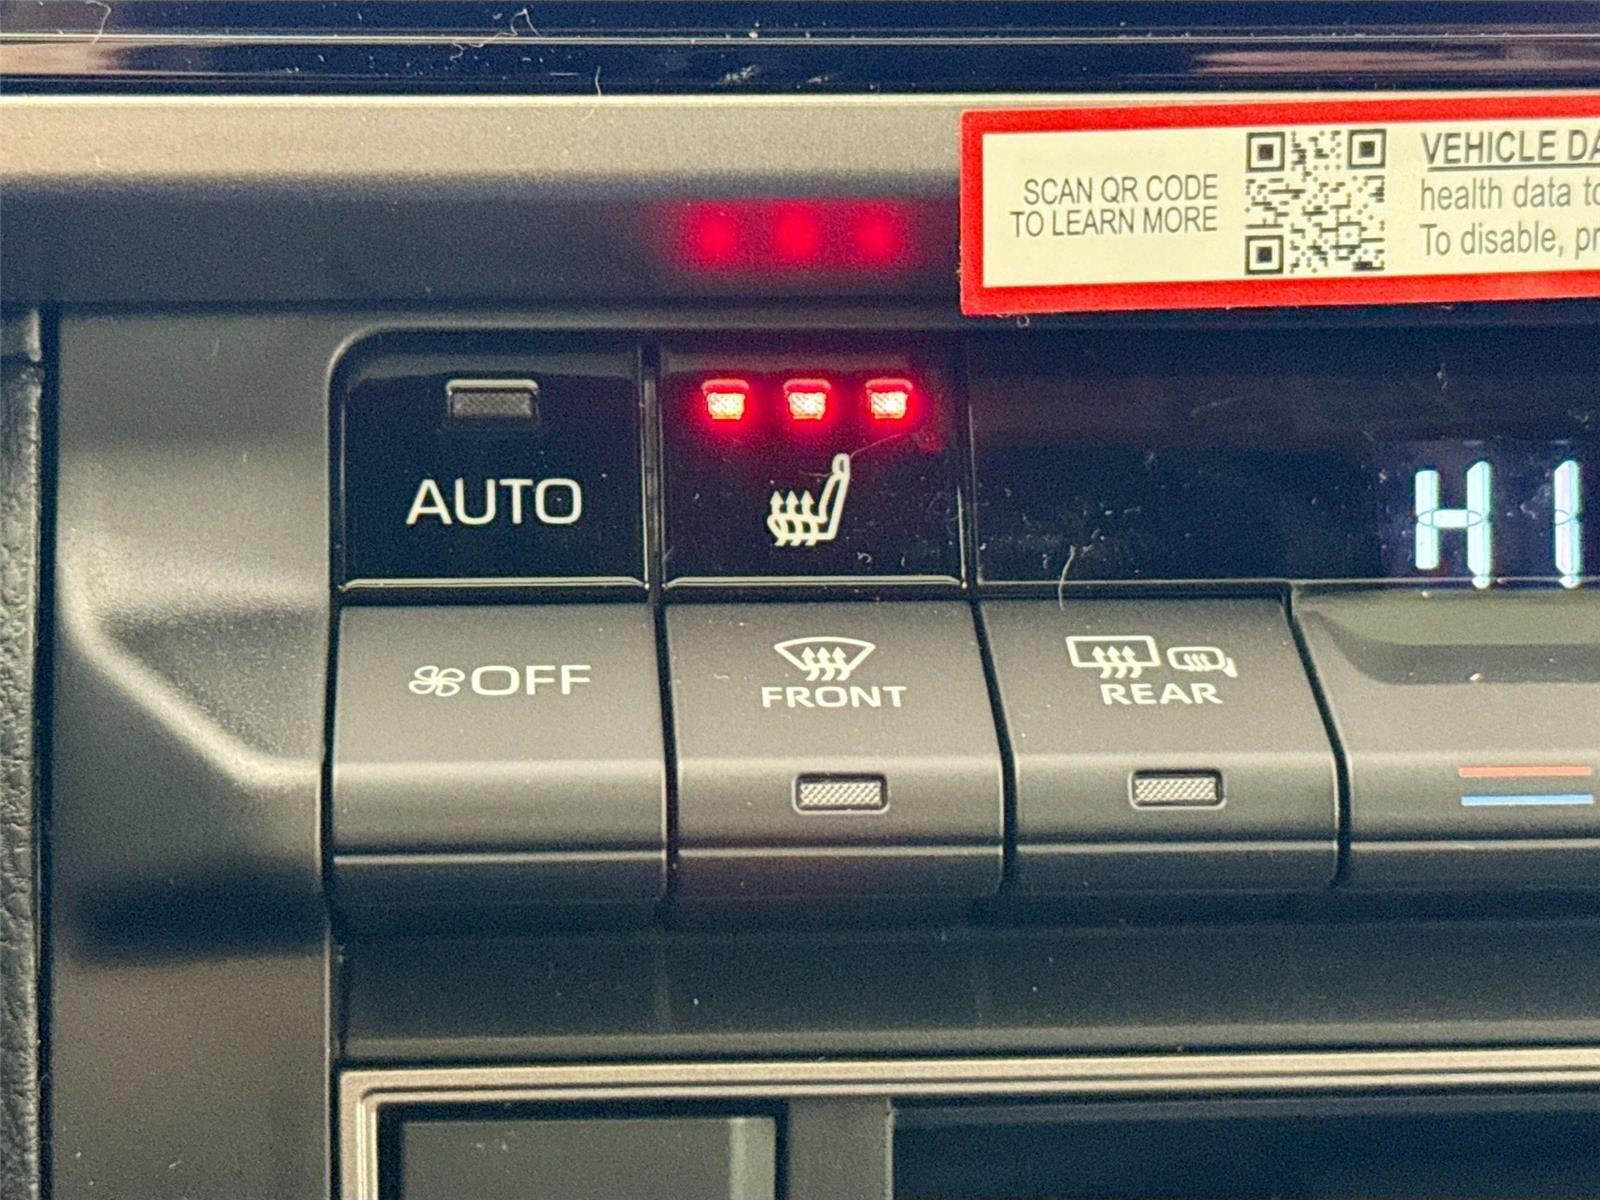 SCAN QR CODE
TO LEARN MORE
VEHICLE DA
health data to
To disable, pr
AUTO
HI
OFF
FRONT
REAR